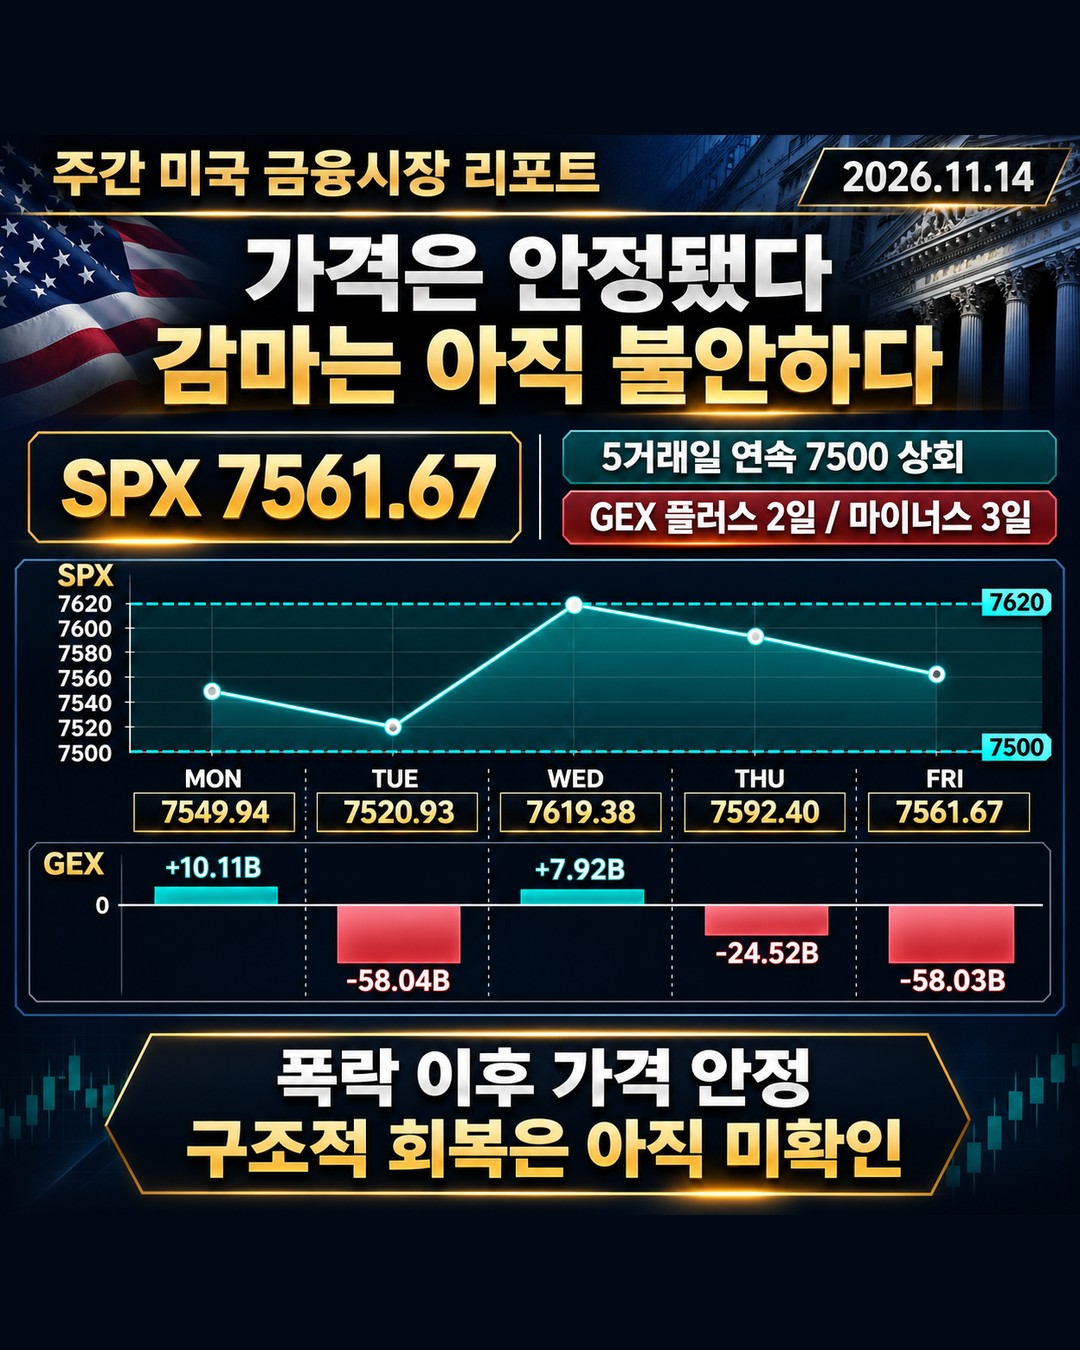 주간 미국 금융시장 리포트
2026.11.14
가격은 안정됐다
감마는 아직 불안하다
SPX 7561.67
5거래일 연속 7500 상회
GEX 플러스 2일 / 마이너스 3일
SPX
7620
7600
7580
7560
7540
7520
7500
7620
7500
MON TUE WED THU FRI
7549.94 7520.93 7619.38 7592.40 7561.67
GEX
0
+10.11B
-58.04B
+7.92B
-24.52B
-58.03B
폭락 이후 가격 안정
구조적 회복은 아직 미확인